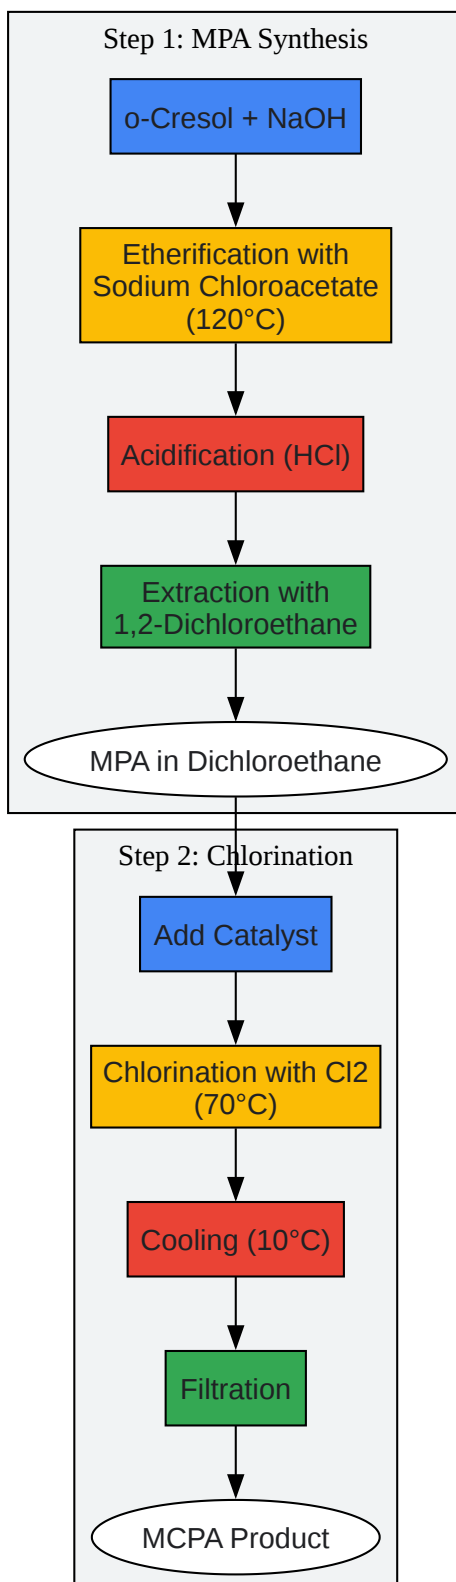 Step 1: MPA Synthesis
o-Cresol + NaOH
Etherification with
Sodium Chloroacetate
(120°C)
Acidification (HCl)
Extraction with
1,2-Dichloroethane
MPA in Dichloroethane
Step 2: Chlorination
Add Catalyst
Chlorination with Cl2
(70°C)
Cooling (10°C)
Filtration
MCPA Product